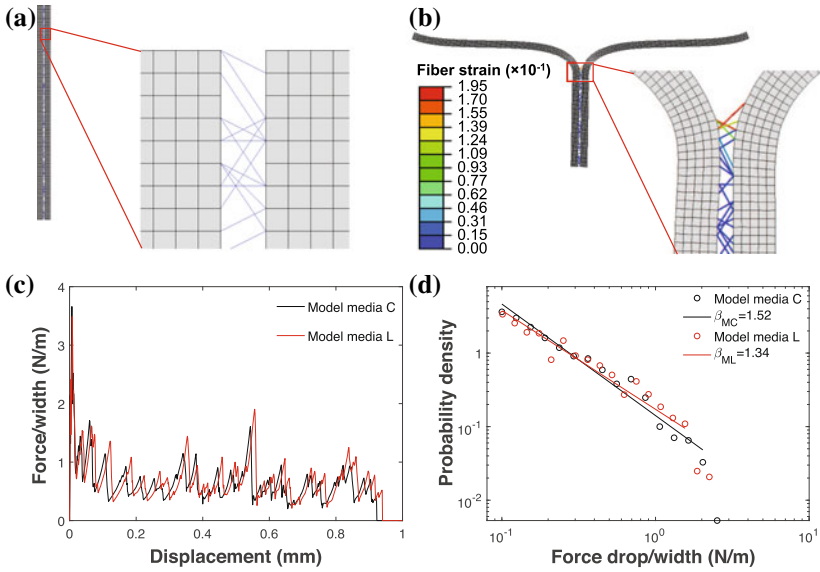 (a)
(b)
Fiber strain (×10⁻¹)
1.95
1.70
1.55
1.39
1.24
1.09
0.93
0.77
0.62
0.46
0.31
0.15
0.00
(c)
4
3
2
1
0
0
0.2
0.4
0.6
0.8
1
Force/width (N/m)
Displacement (mm)
Model media C
Model media L
(d)
10⁰
10⁻¹
10⁻²
10⁻¹
10⁰
10¹
Probability density
Force drop/width (N/m)
Model media C
β_MC=1.52
Model media L
β_ML=1.34